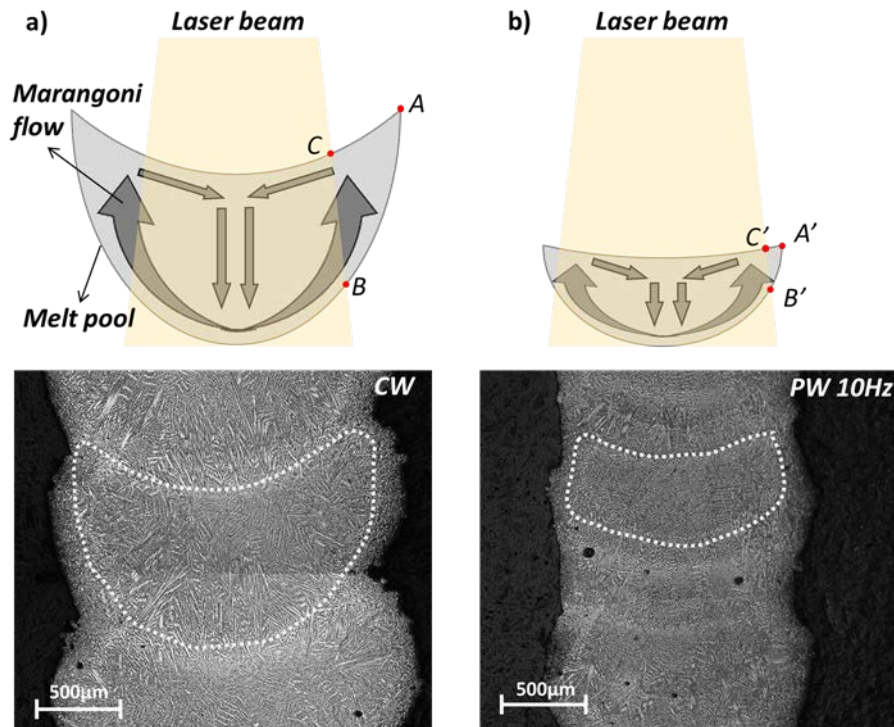 a)
Laser beam
Marangoni
flow
A
C
B
Melt pool
CW
500μm
b)
Laser beam
C’
A’
B’
PW 10Hz
500μm